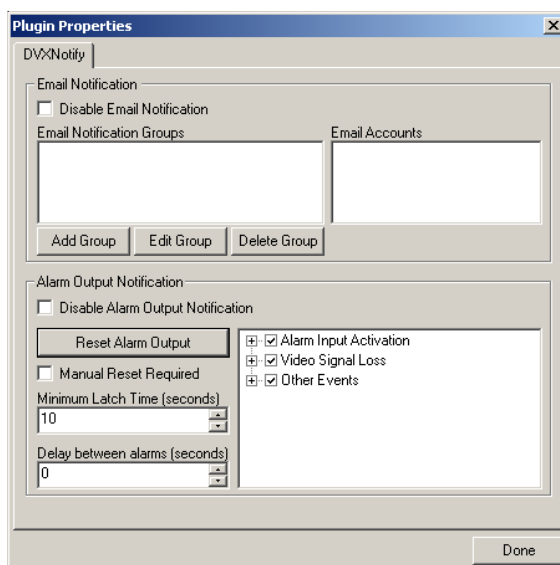 Plugin Properties
DVXNotify
Email Notification
Disable Email Notification
Email Notification Groups
Email Accounts
Add Group
Edit Group
Delete Group
Alarm Output Notification
Disable Alarm Output Notification
Reset Alarm Output
Manual Reset Required
Minimum Latch Time (seconds)
10
Delay between alarms (seconds)
0
Alarm Input Activation
Video Signal Loss
Other Events
Done